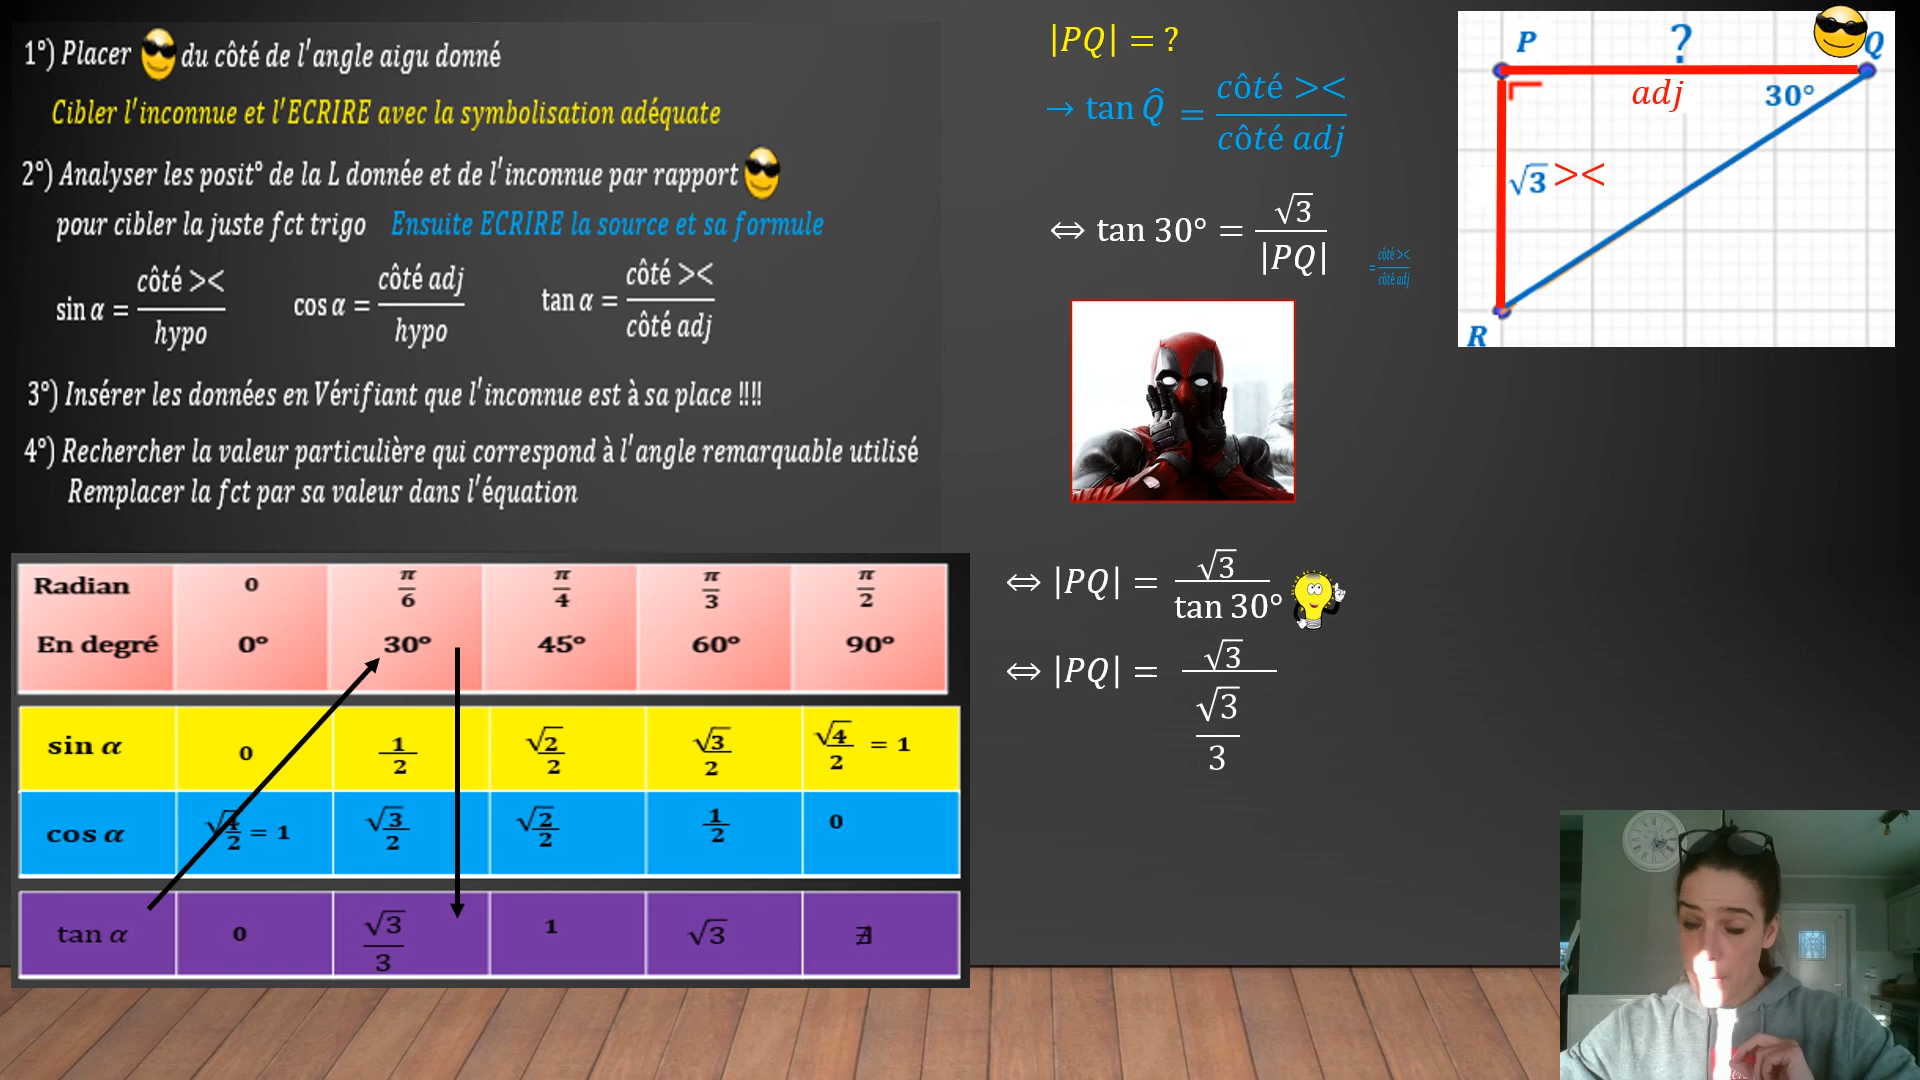 1°) Placer du côté de l'angle aigu donné
Cibler l'inconnue et l'ECRIRE avec la symbolisation adéquate
2°) Analyser les posit° de la L donnée et de l'inconnue par rapport
pour cibler la juste fct trigo Ensuite ECRIRE la source et sa formule
sin α = côté >< / hypo cos α = côté adj / hypo tan α = côté >< / côté adj
3°) Insérer les données en Vérifiant que l'inconnue est à sa place !!!!
4°) Rechercher la valeur particulière qui correspond à l'angle remarquable utilisé
Remplacer la fct par sa valeur dans l'équation
Radian 0 π/6 π/4 π/3 π/2
En degré 0° 30° 45° 60° 90°
sin α 0 1/2 √2/2 √3/2 √4/2 = 1
cos α √4/2 = 1 √3/2 √2/2 1/2 0
tan α 0 √3/3 1 √3 ∄
|PQ| = ?
→ tan Q̂ = côté >< / côté adj
⇔ tan 30° = √3 / |PQ|
= côté >< / côté adj
⇔ |PQ| = √3 / tan 30°
⇔ |PQ| = √3 / (√3 / 3)
P ? Q
adj 30°
√3 ><
R